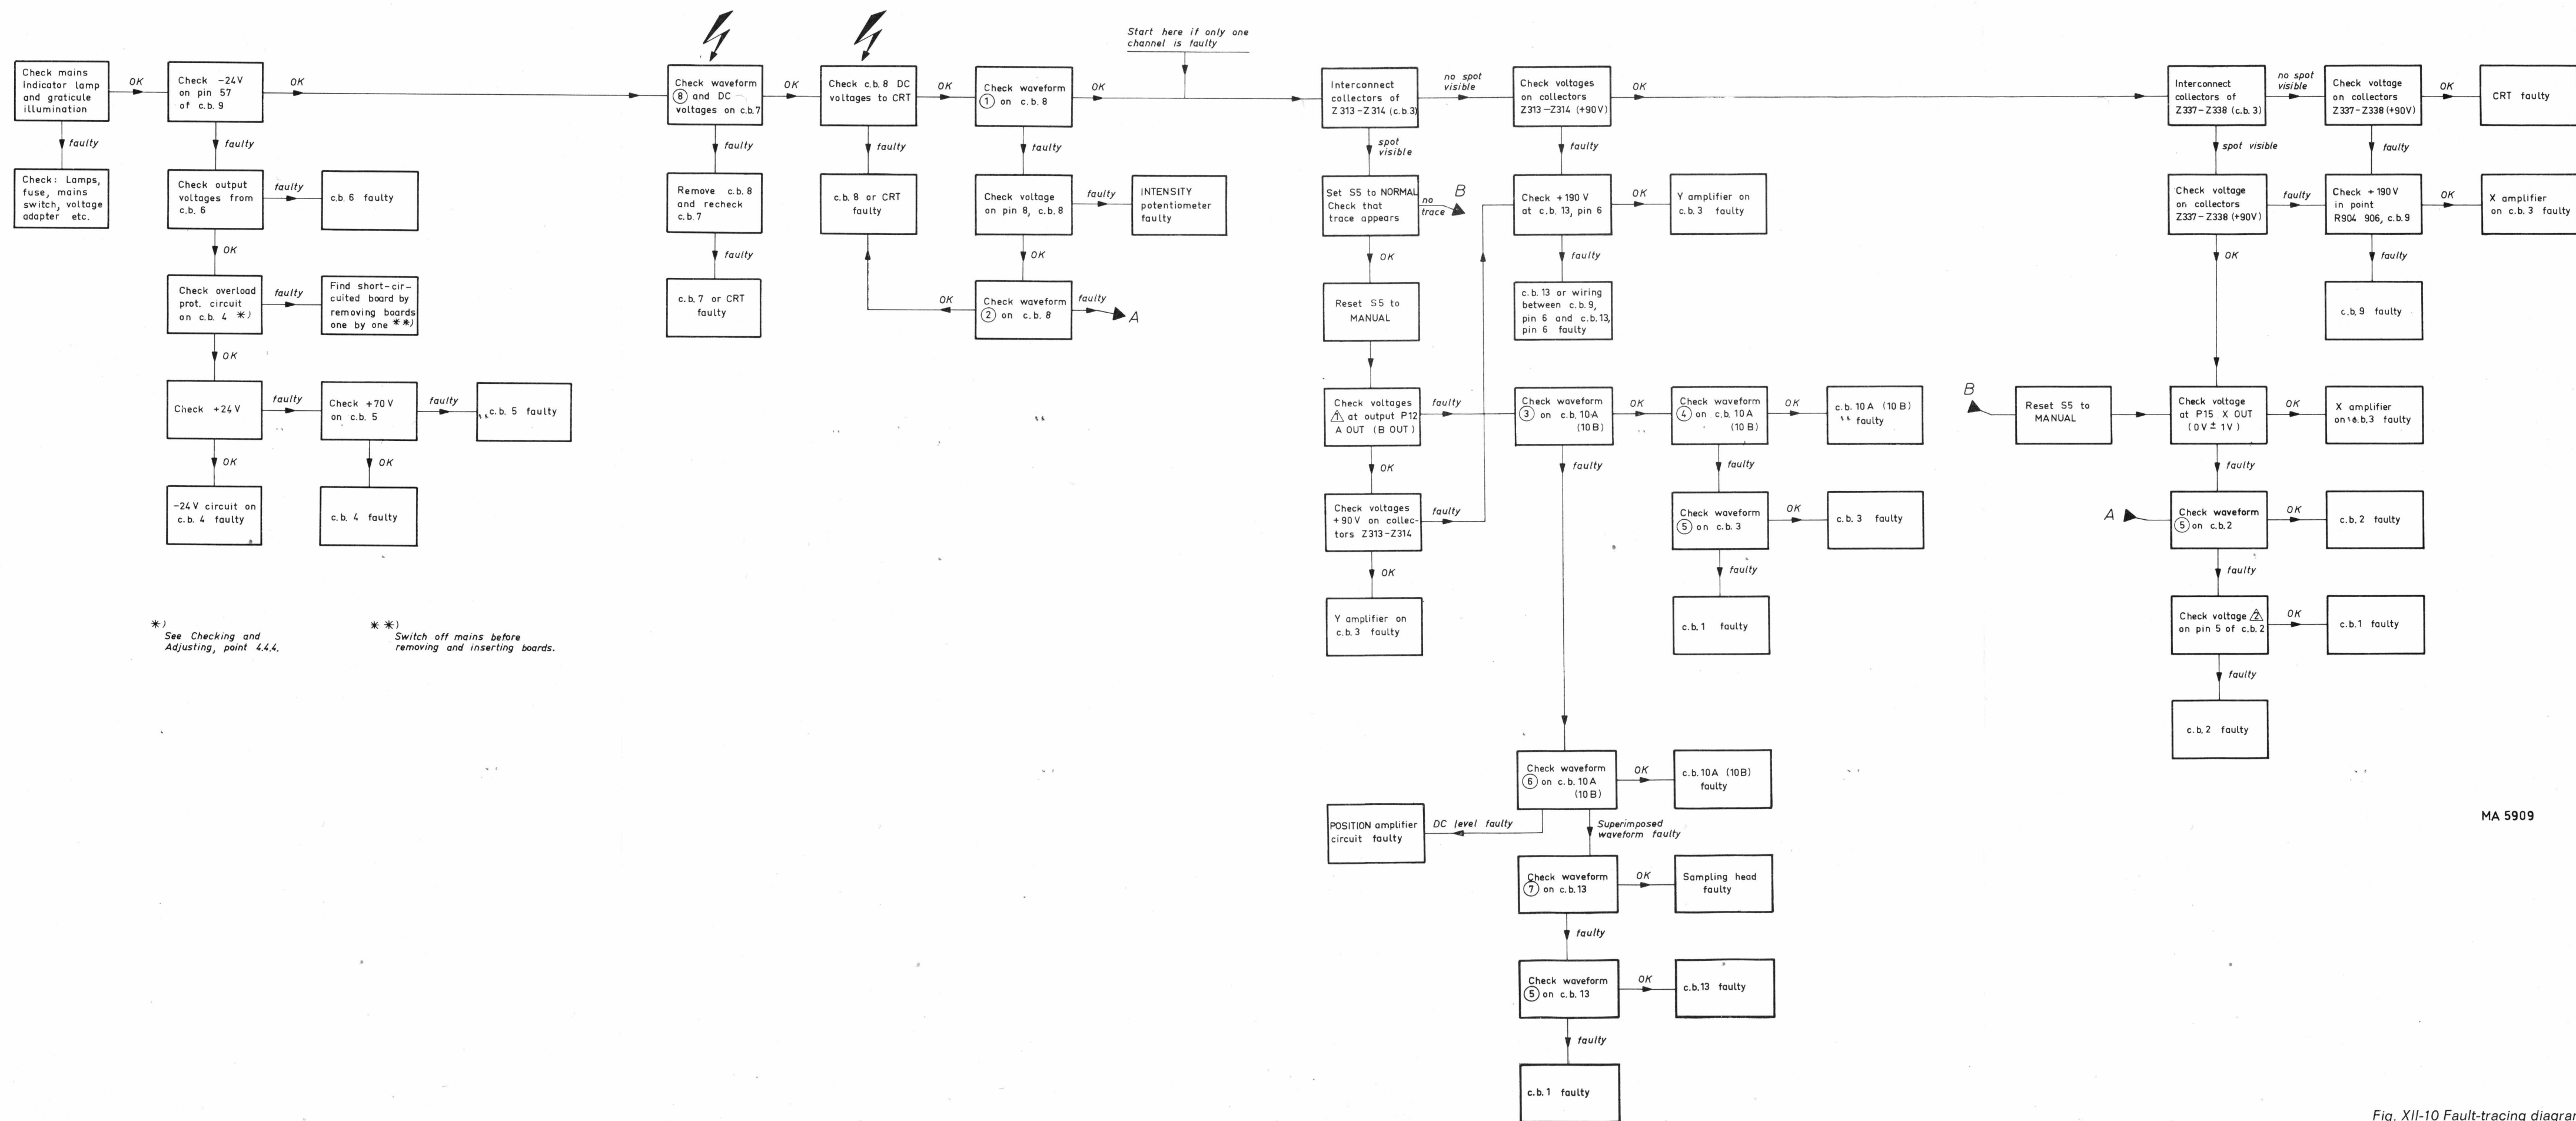 Check mains
Indicator lamp
and graticule
illumination
OK
faulty
Check: Lamps,
fuse, mains
switch, voltage
adapter etc.
Check -24V
on pin 57
of c.b. 9
OK
faulty
Check output
voltages from
c.b. 6
faulty
c.b. 6 faulty
OK
Check overload
prot. circuit
on c.b. 4 *)
faulty
Find short-cir-
cuited board by
removing boards
one by one **)
OK
Check +24V
faulty
Check +70V
on c.b. 5
faulty
c.b. 5 faulty
OK
-24V circuit on
c.b. 4 faulty
OK
c.b. 4 faulty
*)
See Checking and
Adjusting, point 4.4.4.
**)
Switch off mains before
removing and inserting boards.
Check waveform
⑧ and DC
voltages on c.b.7
OK
faulty
Remove c.b. 8
and recheck
c.b.7
faulty
c.b. 7 or CRT
faulty
Check c.b. 8 DC
voltages to CRT
OK
faulty
c.b. 8 or CRT
faulty
Check waveform
① on c.b. 8
OK
faulty
Check voltage
on pin 8, c.b. 8
faulty
INTENSITY
potentiometer
faulty
OK
Check waveform
② on c.b. 8
OK
faulty
A
Start here if only one
channel is faulty
Interconnect
collectors of
Z313-Z314 (c.b.3)
no spot
visible
spot
visible
Set S5 to NORMAL
Check that
trace appears
no
trace
B
OK
Reset S5 to
MANUAL
Check voltages
⚠1 at output P12
A OUT (B OUT)
faulty
OK
Check voltages
+90V on collec-
tors Z313-Z314
faulty
OK
Y amplifier on
c.b. 3 faulty
Check voltages
on collectors
Z313-Z314 (+90V)
OK
faulty
Check +190V
at c.b. 13, pin 6
OK
Y amplifier on
c.b. 3 faulty
faulty
c.b. 13 or wiring
between c.b. 9,
pin 6 and c.b. 13,
pin 6 faulty
Check waveform
③ on c.b. 10A
(10B)
OK
Check waveform
④ on c.b. 10A
(10B)
OK
c.b. 10A (10B)
faulty
faulty
faulty
Check waveform
⑤ on c.b. 3
OK
c.b. 3 faulty
faulty
c.b. 1 faulty
Check waveform
⑥ on c.b. 10A
(10B)
OK
c.b. 10A (10B)
faulty
DC level faulty
POSITION amplifier
circuit faulty
Superimposed
waveform faulty
Check waveform
⑦ on c.b. 13
OK
Sampling head
faulty
faulty
Check waveform
⑤ on c.b. 13
OK
c.b. 13 faulty
faulty
c.b. 1 faulty
Interconnect
collectors of
Z337-Z338 (c.b. 3)
no spot
visible
Check voltage
on collectors
Z337-Z338 (+90V)
OK
CRT faulty
spot visible
faulty
Check voltage
on collectors
Z337-Z338 (+90V)
faulty
Check +190V
in point
R904 906, c.b. 9
OK
X amplifier
on c.b. 3 faulty
OK
faulty
c.b. 9 faulty
B
Reset S5 to
MANUAL
Check voltage
at P15 X OUT
(0V ± 1V)
OK
X amplifier
on c.b. 3 faulty
faulty
A
Check waveform
⑤ on c.b. 2
OK
c.b. 2 faulty
faulty
Check voltage ⚠2
on pin 5 of c.b. 2
OK
c.b. 1 faulty
faulty
c.b. 2 faulty
MA 5909
Fig. XII-10 Fault-tracing diagram